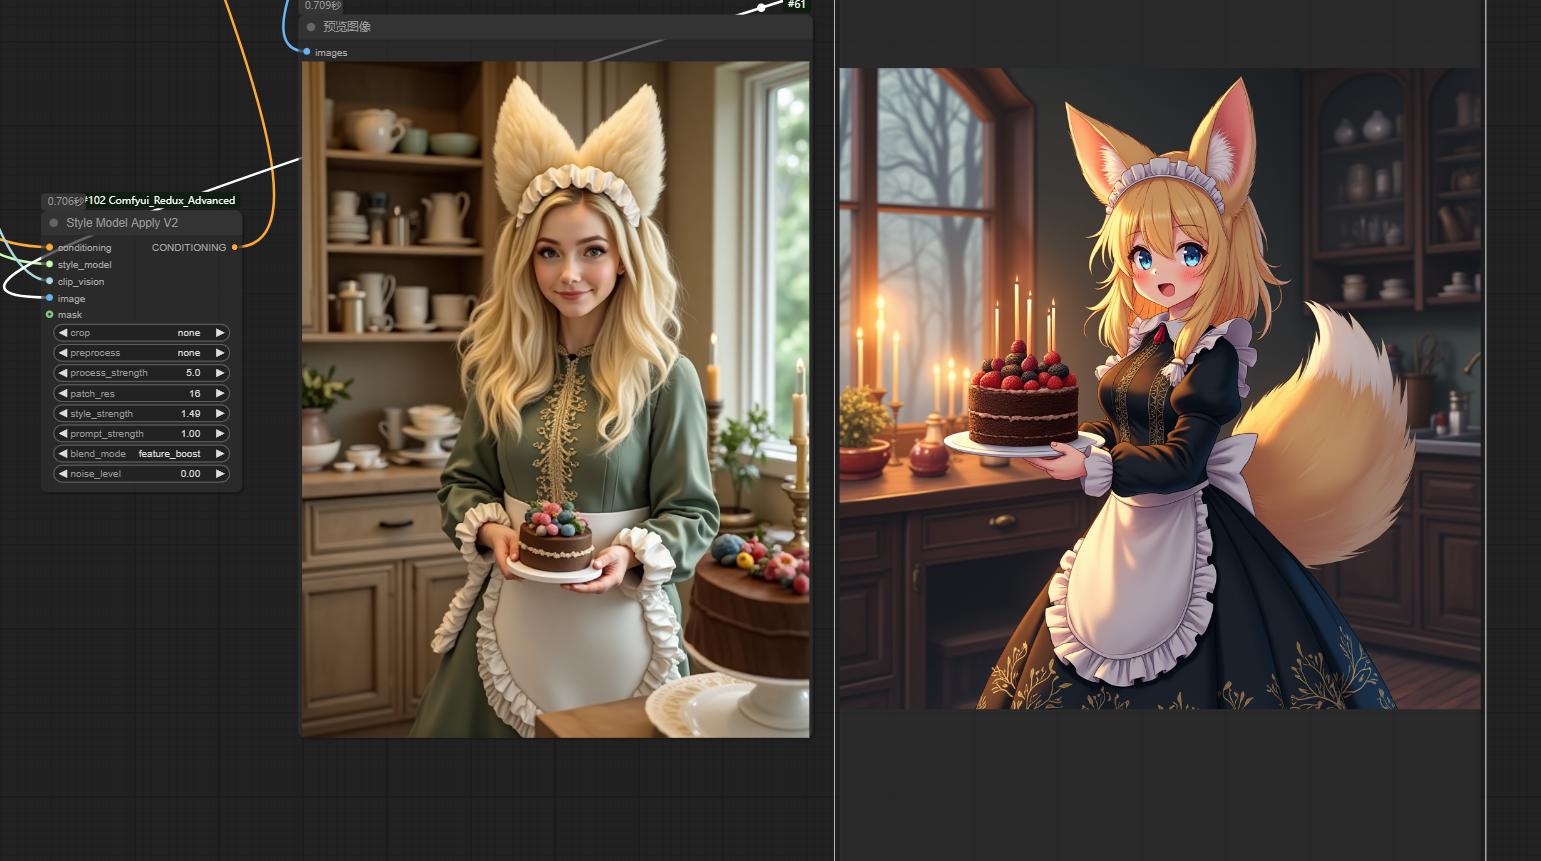 0.709秒
#61
预览图像
images
0.706秒
#102 Comfyui_Redux_Advanced
Style Model Apply V2
conditioning
CONDITIONING
style_model
clip_vision
image
mask
crop none
preprocess none
process_strength 5.0
patch_res 16
style_strength 1.49
prompt_strength 1.00
blend_mode feature_boost
noise_level 0.00